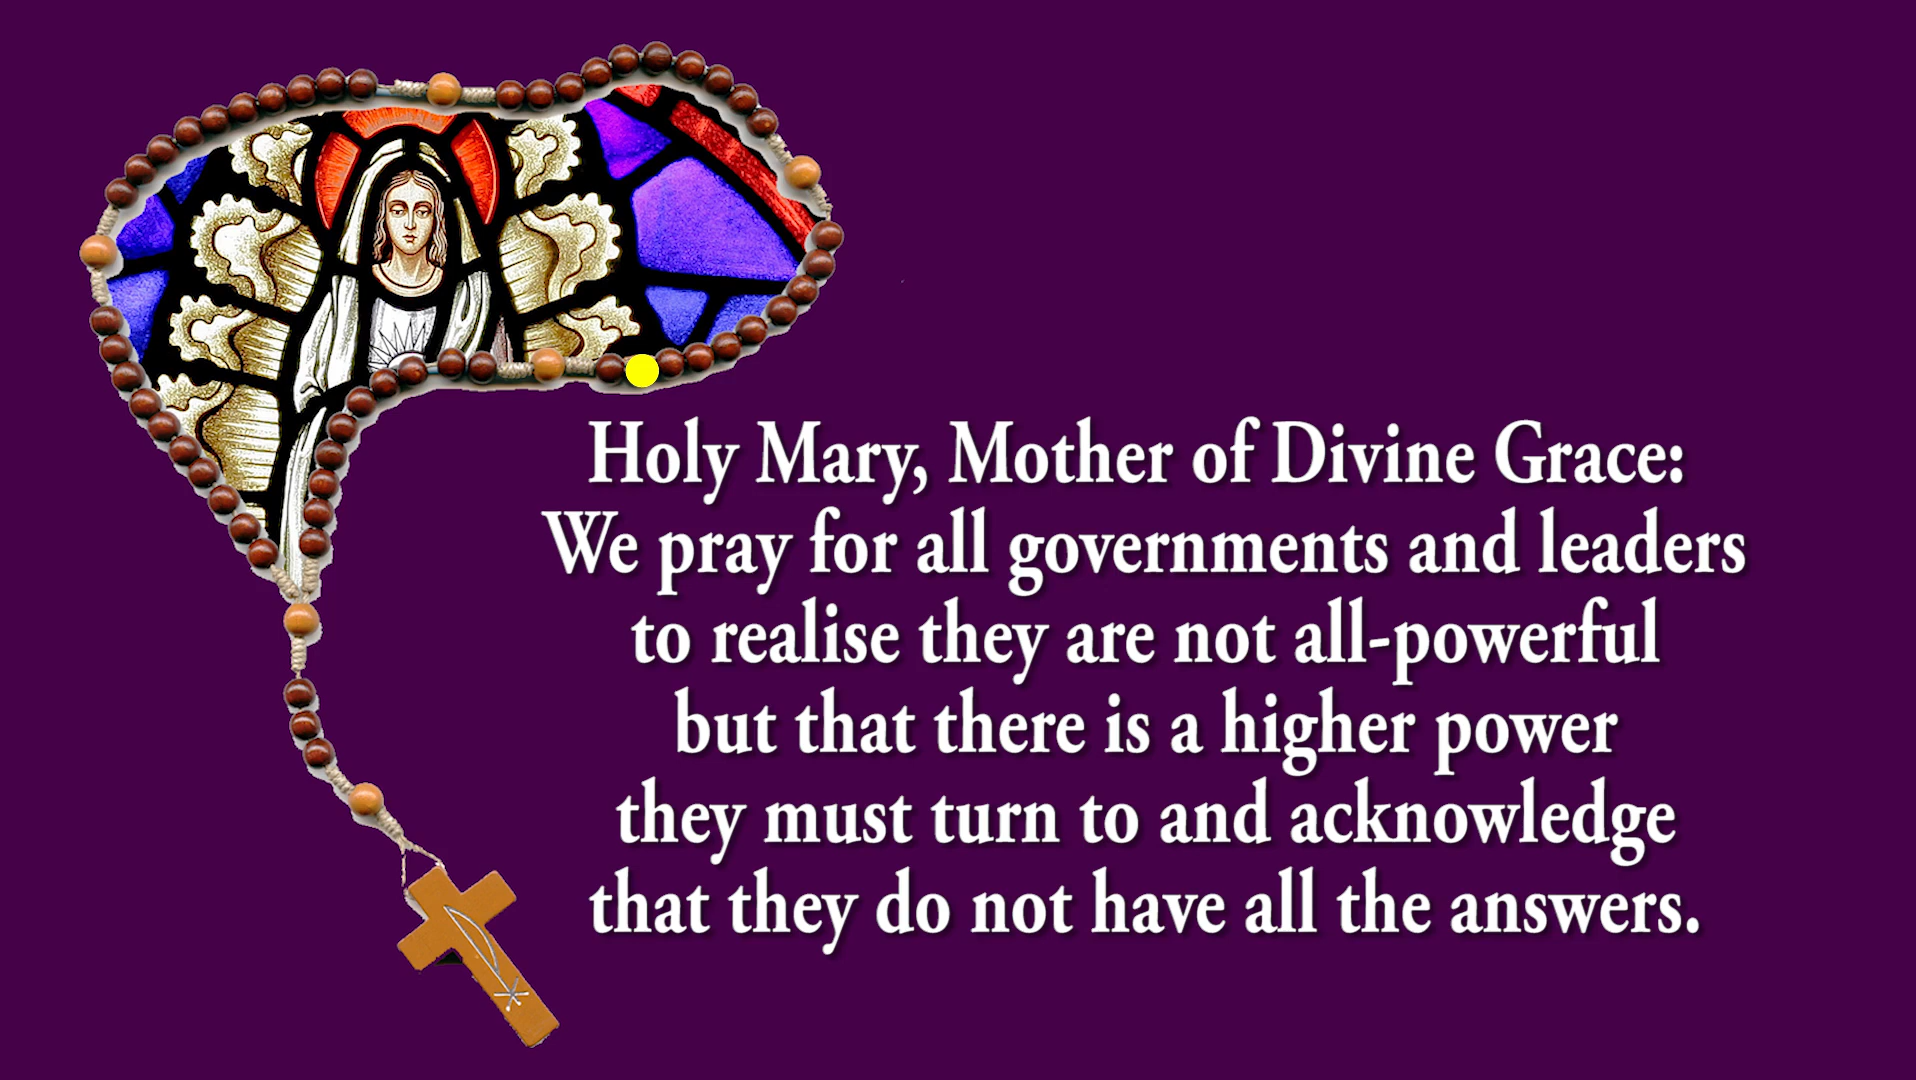 Holy Mary, Mother of Divine Grace:
We pray for all governments and leaders
to realise they are not all-powerful
but that there is a higher power
they must turn to and acknowledge
that they do not have all the answers.